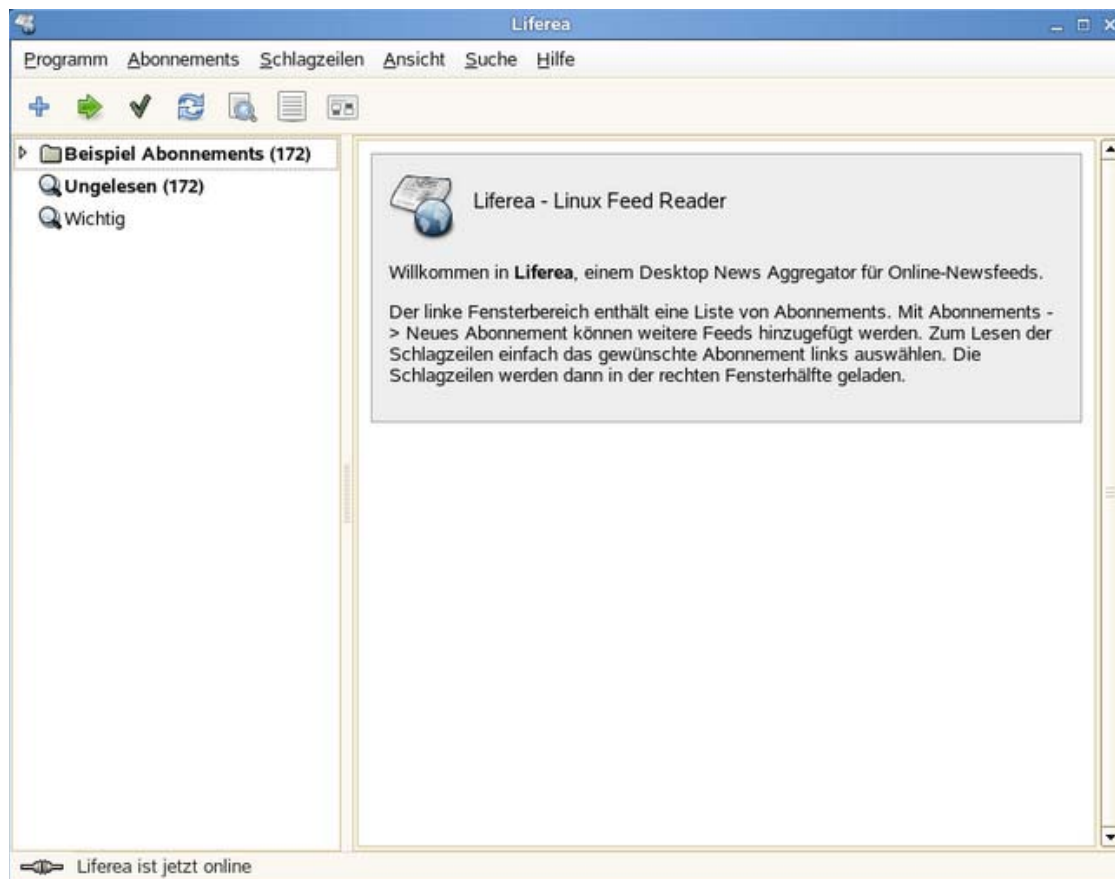 Liferea
Programm Abonnements Schlagzeilen Ansicht Suche Hilfe
Beispiel Abonnements (172)
Ungelesen (172)
Wichtig
Liferea - Linux Feed Reader
Willkommen in Liferea, einem Desktop News Aggregator für Online-Newsfeeds.
Der linke Fensterbereich enthält eine Liste von Abonnements. Mit Abonnements -
> Neues Abonnement können weitere Feeds hinzugefügt werden. Zum Lesen der
Schlagzeilen einfach das gewünschte Abonnement links auswählen. Die
Schlagzeilen werden dann in der rechten Fensterhälfte geladen.
Liferea ist jetzt online